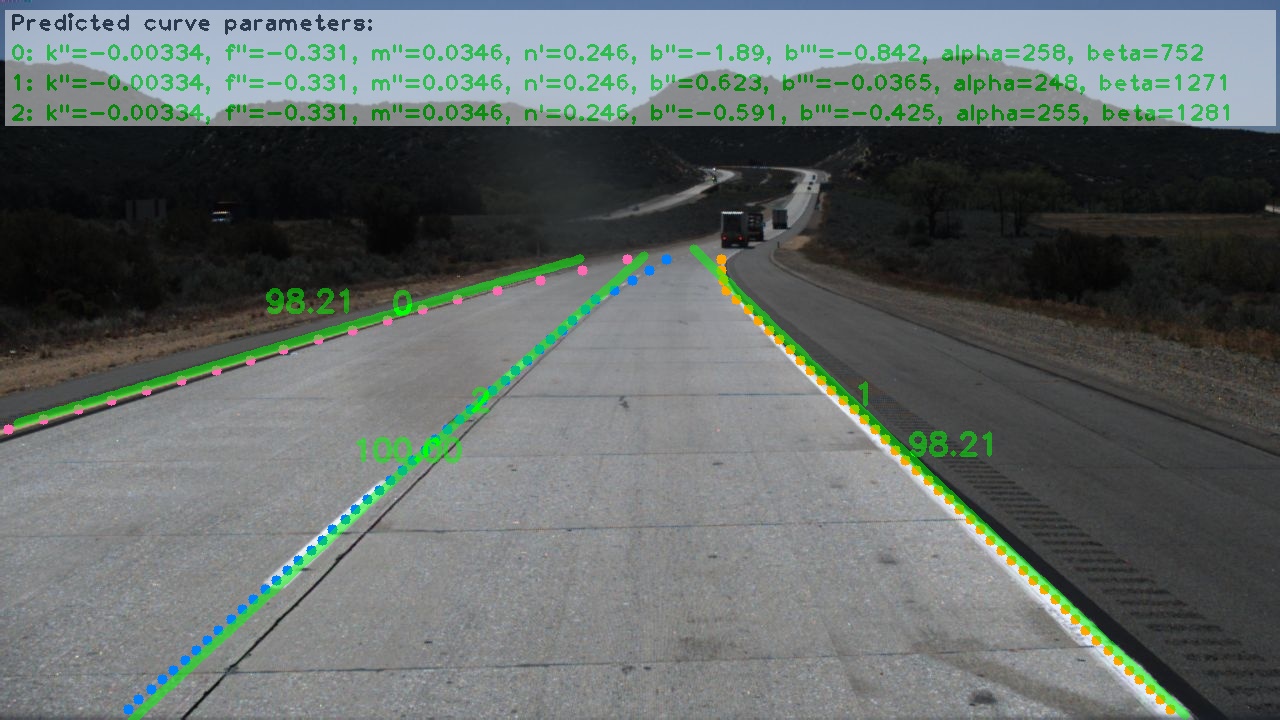 Predicted curve parameters:
0: k''=-0.00334, f''=-0.331, m''=0.0346, n'=0.246, b''=-1.89, b'''=-0.842, alpha=258, beta=752
1: k''=-0.00334, f''=-0.331, m''=0.0346, n'=0.246, b''=0.623, b'''=-0.0365, alpha=248, beta=1271
2: k''=-0.00334, f''=-0.331, m''=0.0346, n'=0.246, b''=-0.591, b'''=-0.425, alpha=255, beta=1281
98.21 0
2
1
100.00
98.21